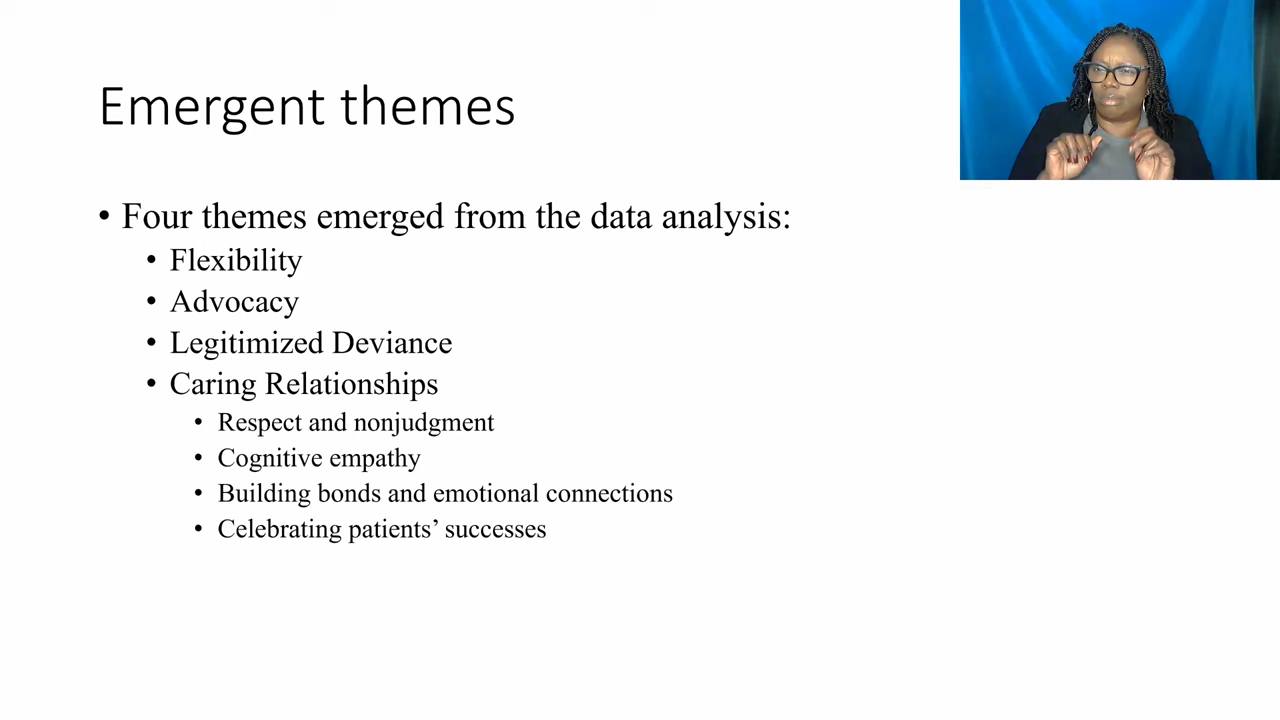 Emergent themes
• Four themes emerged from the data analysis:
• Flexibility
• Advocacy
• Legitimized Deviance
• Caring Relationships
• Respect and nonjudgment
• Cognitive empathy
• Building bonds and emotional connections
• Celebrating patients’ successes